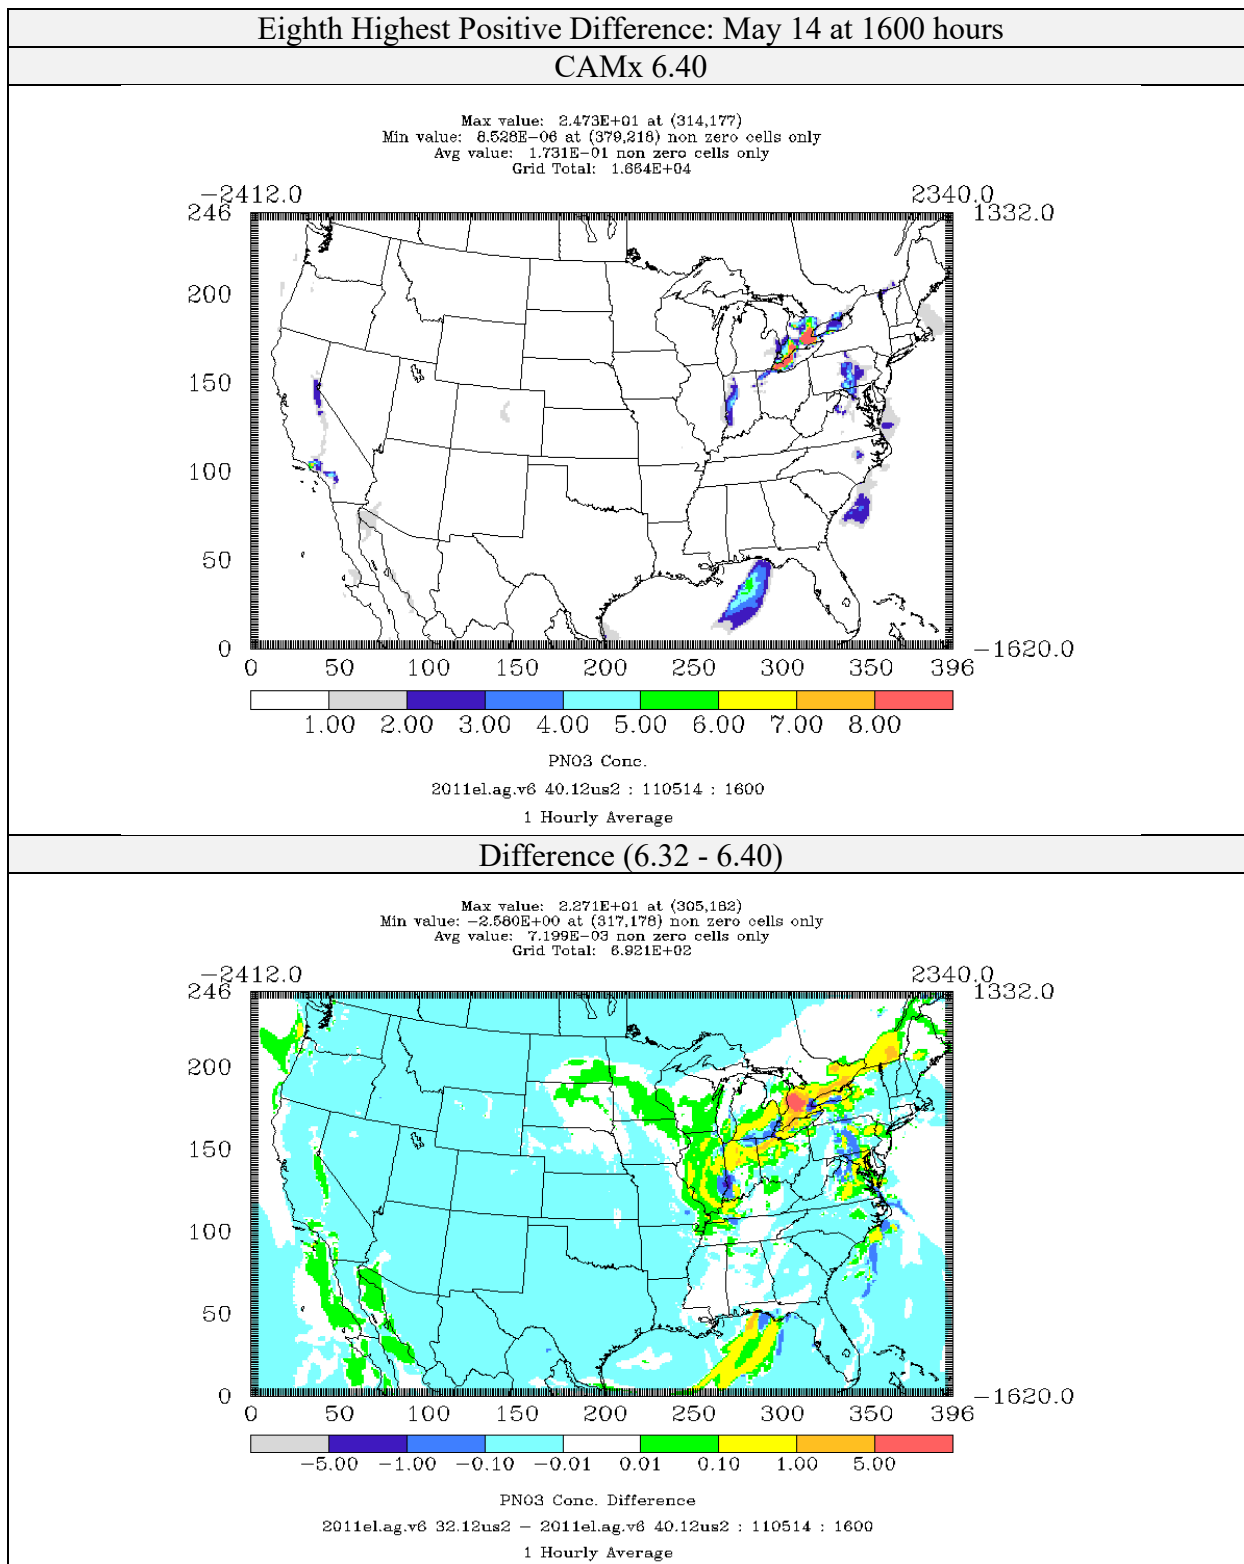 Eighth Highest Positive Difference: May 14 at 1600 hours
CAMx 6.40
Max value: 2.473E+01 at (314,177)
Min value: 8.528E-06 at (379,218) non zero cells only
Avg value: 1.731E-01 non zero cells only
Grid Total: 1.664E+04
-2412.0 2340.0
246 1332.0
200
150
100
50
0 -1620.0
0 50 100 150 200 250 300 350 396
1.00 2.00 3.00 4.00 5.00 6.00 7.00 8.00
PNO3 Conc.
2011el.ag.v6 40.12us2 : 110514 : 1600
1 Hourly Average
Difference (6.32 - 6.40)
Max value: 2.271E+01 at (305,182)
Min value: -2.580E+00 at (317,178) non zero cells only
Avg value: 7.199E-03 non zero cells only
Grid Total: 6.921E+02
-2412.0 2340.0
246 1332.0
200
150
100
50
0 -1620.0
0 50 100 150 200 250 300 350 396
-5.00 -1.00 -0.10 -0.01 0.01 0.10 1.00 5.00
PNO3 Conc. Difference
2011el.ag.v6 32.12us2 - 2011el.ag.v6 40.12us2 : 110514 : 1600
1 Hourly Average